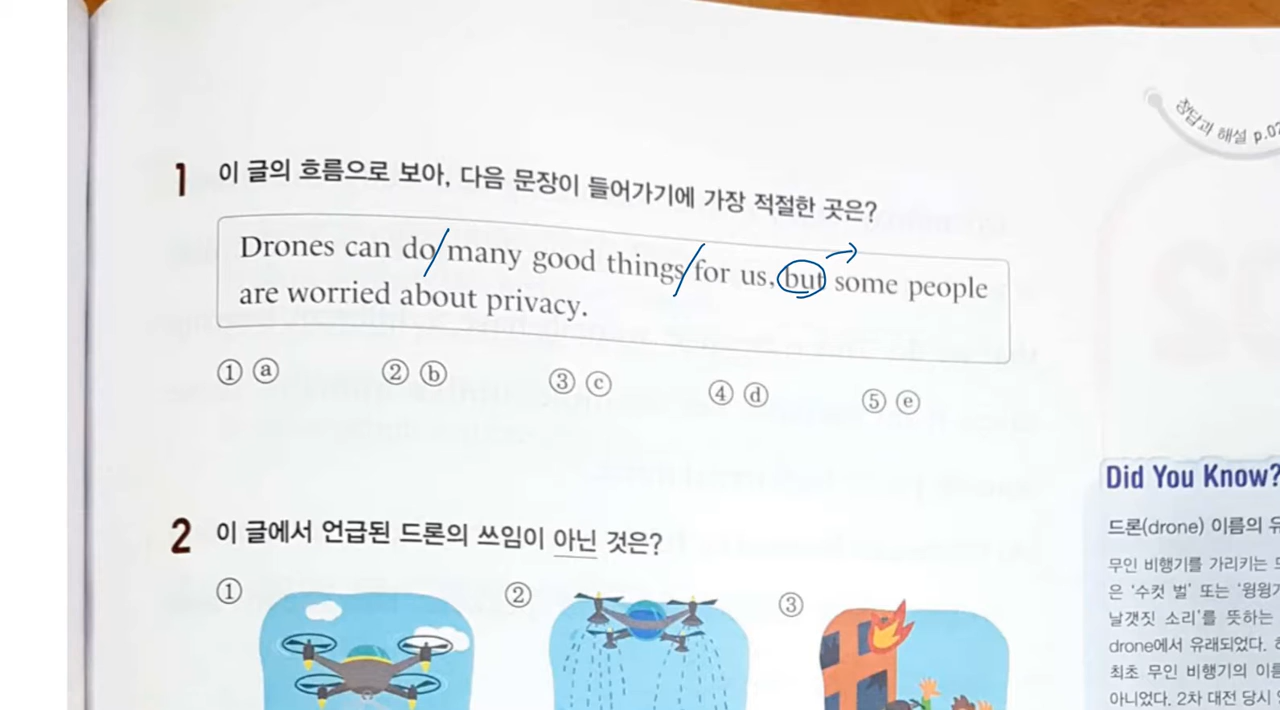 정답과 해설 p.02
1 이 글의 흐름으로 보아, 다음 문장이 들어가기에 가장 적절한 곳은?
Drones can do many good things for us, but some people
are worried about privacy.
① ⓐ ② ⓑ ③ ⓒ ④ ⓓ ⑤ ⓔ
2 이 글에서 언급된 드론의 쓰임이 아닌 것은?
① ② ③
Did You Know?
드론(drone) 이름의
무인 비행기를 가리키는
은 ‘수컷 벌’ 또는
날갯짓 소리’를 뜻하는
drone에서 유래되었다.
최초 무인 비행기의
아니었다. 2차 대전 당시